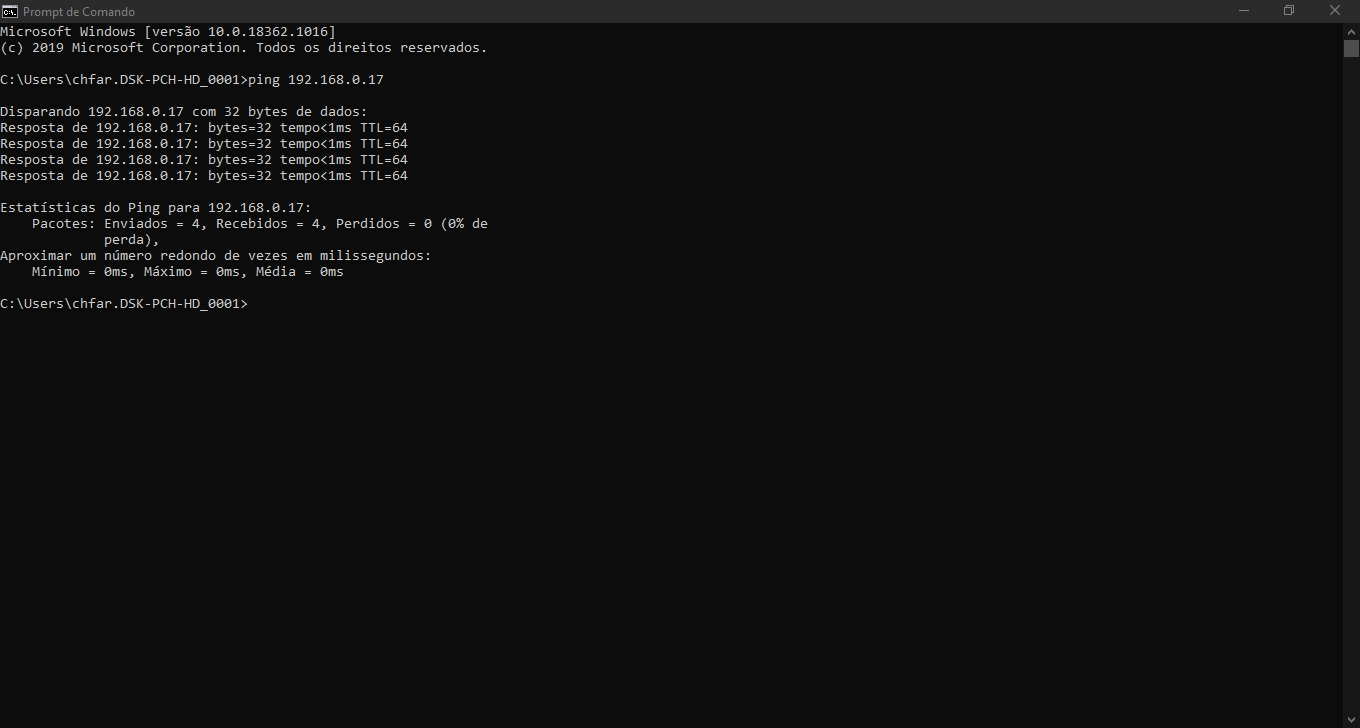 Prompt de Comando
Microsoft Windows [versão 10.0.18362.1016]
(c) 2019 Microsoft Corporation. Todos os direitos reservados.
C:\Users\chfar.DSK-PCH-HD_0001>ping 192.168.0.17
Disparando 192.168.0.17 com 32 bytes de dados:
Resposta de 192.168.0.17: bytes=32 tempo<1ms TTL=64
Resposta de 192.168.0.17: bytes=32 tempo<1ms TTL=64
Resposta de 192.168.0.17: bytes=32 tempo<1ms TTL=64
Resposta de 192.168.0.17: bytes=32 tempo<1ms TTL=64
Estatísticas do Ping para 192.168.0.17:
Pacotes: Enviados = 4, Recebidos = 4, Perdidos = 0 (0% de
perda),
Aproximar um número redondo de vezes em milissegundos:
Mínimo = 0ms, Máximo = 0ms, Média = 0ms
C:\Users\chfar.DSK-PCH-HD_0001>